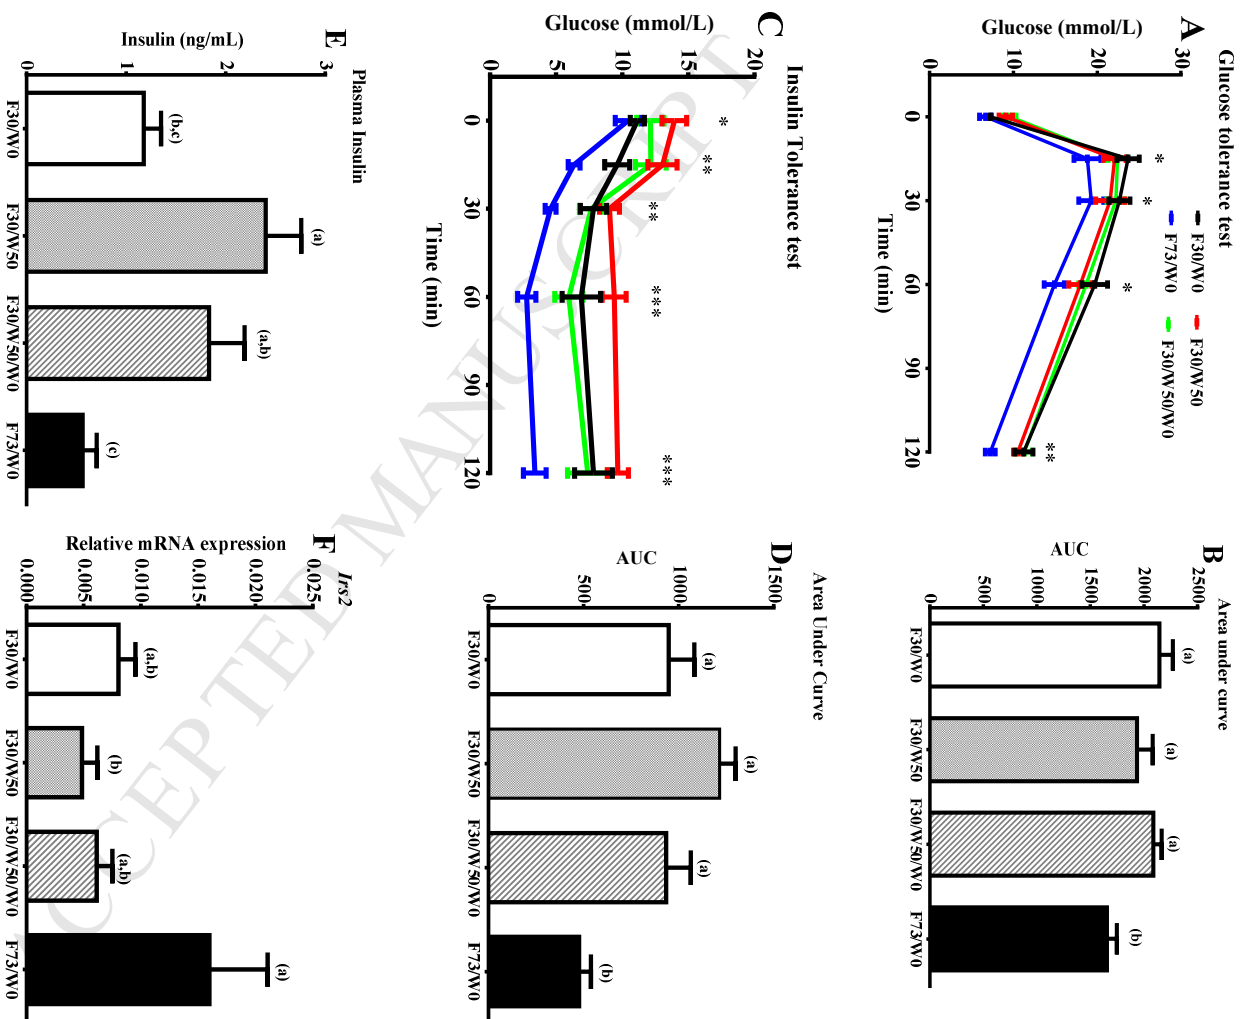 A
Glucose tolerance test
Glucose (mmol/L)
0
10
20
30
0
30
60
90
120
Time (min)
F30/W0
F30/W50
F73/W0
F30/W50/W0
*
*
*
**
B
Area under curve
AUC
0
500
1000
1500
2000
2500
(a)
(a)
(a)
(b)
F30/W0
F30/W50
F30/W50/W0
F73/W0
C
Insulin Tolerance test
Glucose (mmol/L)
0
5
10
15
20
0
30
60
90
120
Time (min)
*
**
**
***
***
D
Area Under Curve
AUC
0
500
1000
1500
(a)
(a)
(a)
(b)
F30/W0
F30/W50
F30/W50/W0
F73/W0
E
Plasma Insulin
Insulin (ng/mL)
0
1
2
3
(b,c)
(a)
(a,b)
(c)
F30/W0
F30/W50
F30/W50/W0
F73/W0
F
Irs2
Relative mRNA expression
0.000
0.005
0.010
0.015
0.020
0.025
(a,b)
(b)
(a,b)
(a)
F30/W0
F30/W50
F30/W50/W0
F73/W0
ACCEPTED MANUSCRIPT